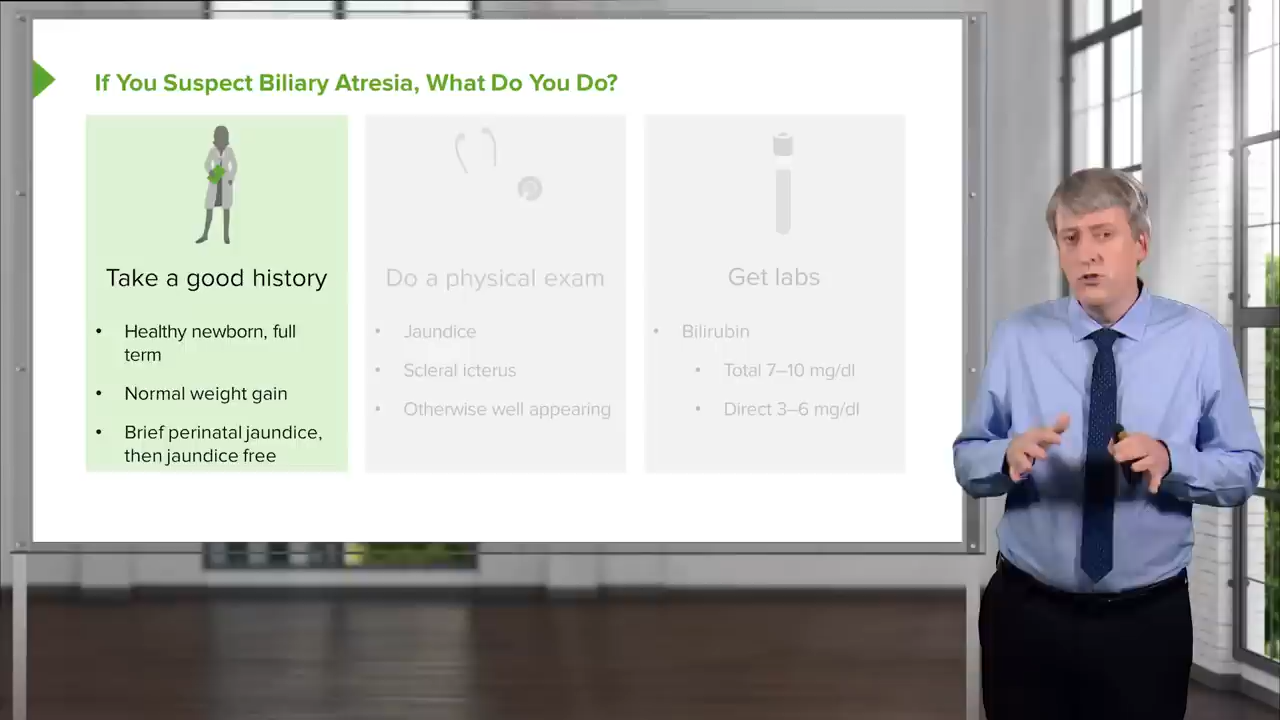 If You Suspect Biliary Atresia, What Do You Do?
Take a good history
• Healthy newborn, full
term
• Normal weight gain
• Brief perinatal jaundice,
then jaundice free
Do a physical exam
• Jaundice
• Scleral icterus
• Otherwise well appearing
Get labs
• Bilirubin
• Total 7–10 mg/dl
• Direct 3–6 mg/dl